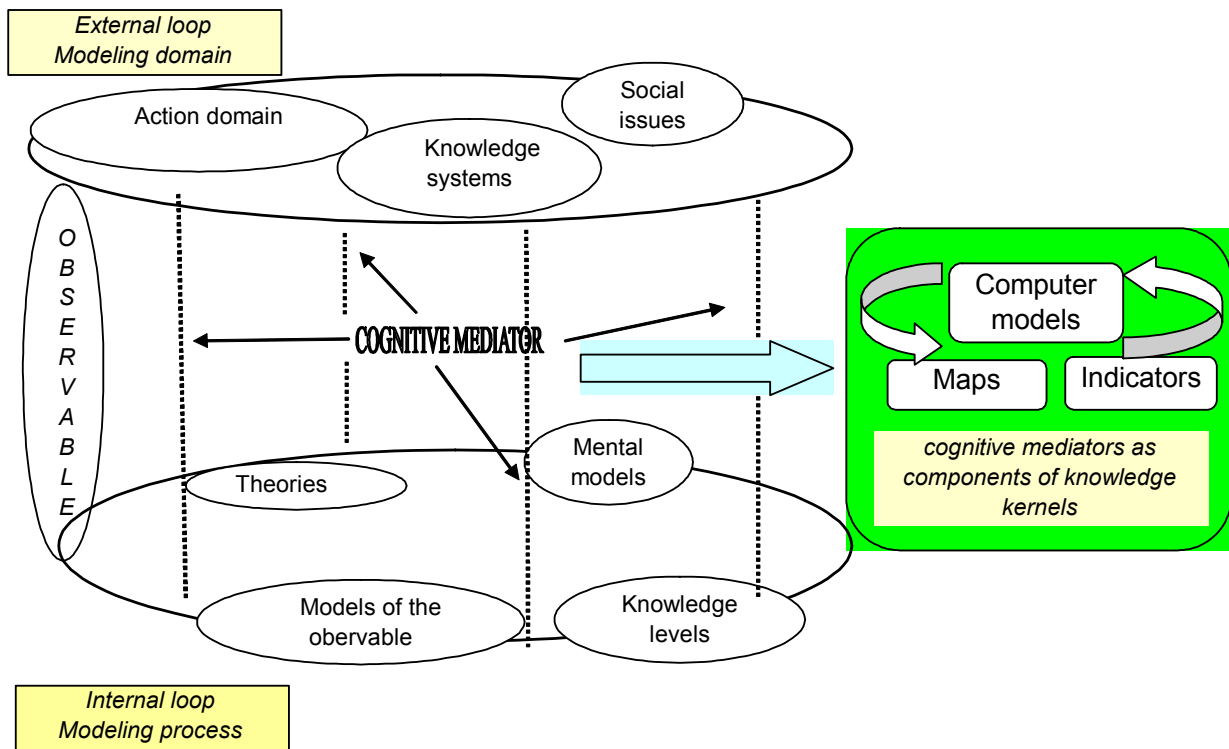 External loop
Modeling domain
Action domain
Social
issues
Knowledge
systems
O
B
S
E
R
V
A
B
L
E
COGNITIVE MEDIATOR
Computer
models
Maps
Indicators
cognitive mediators as
components of knowledge
kernels
Theories
Mental
models
Models of the
obervable
Knowledge
levels
Internal loop
Modeling process